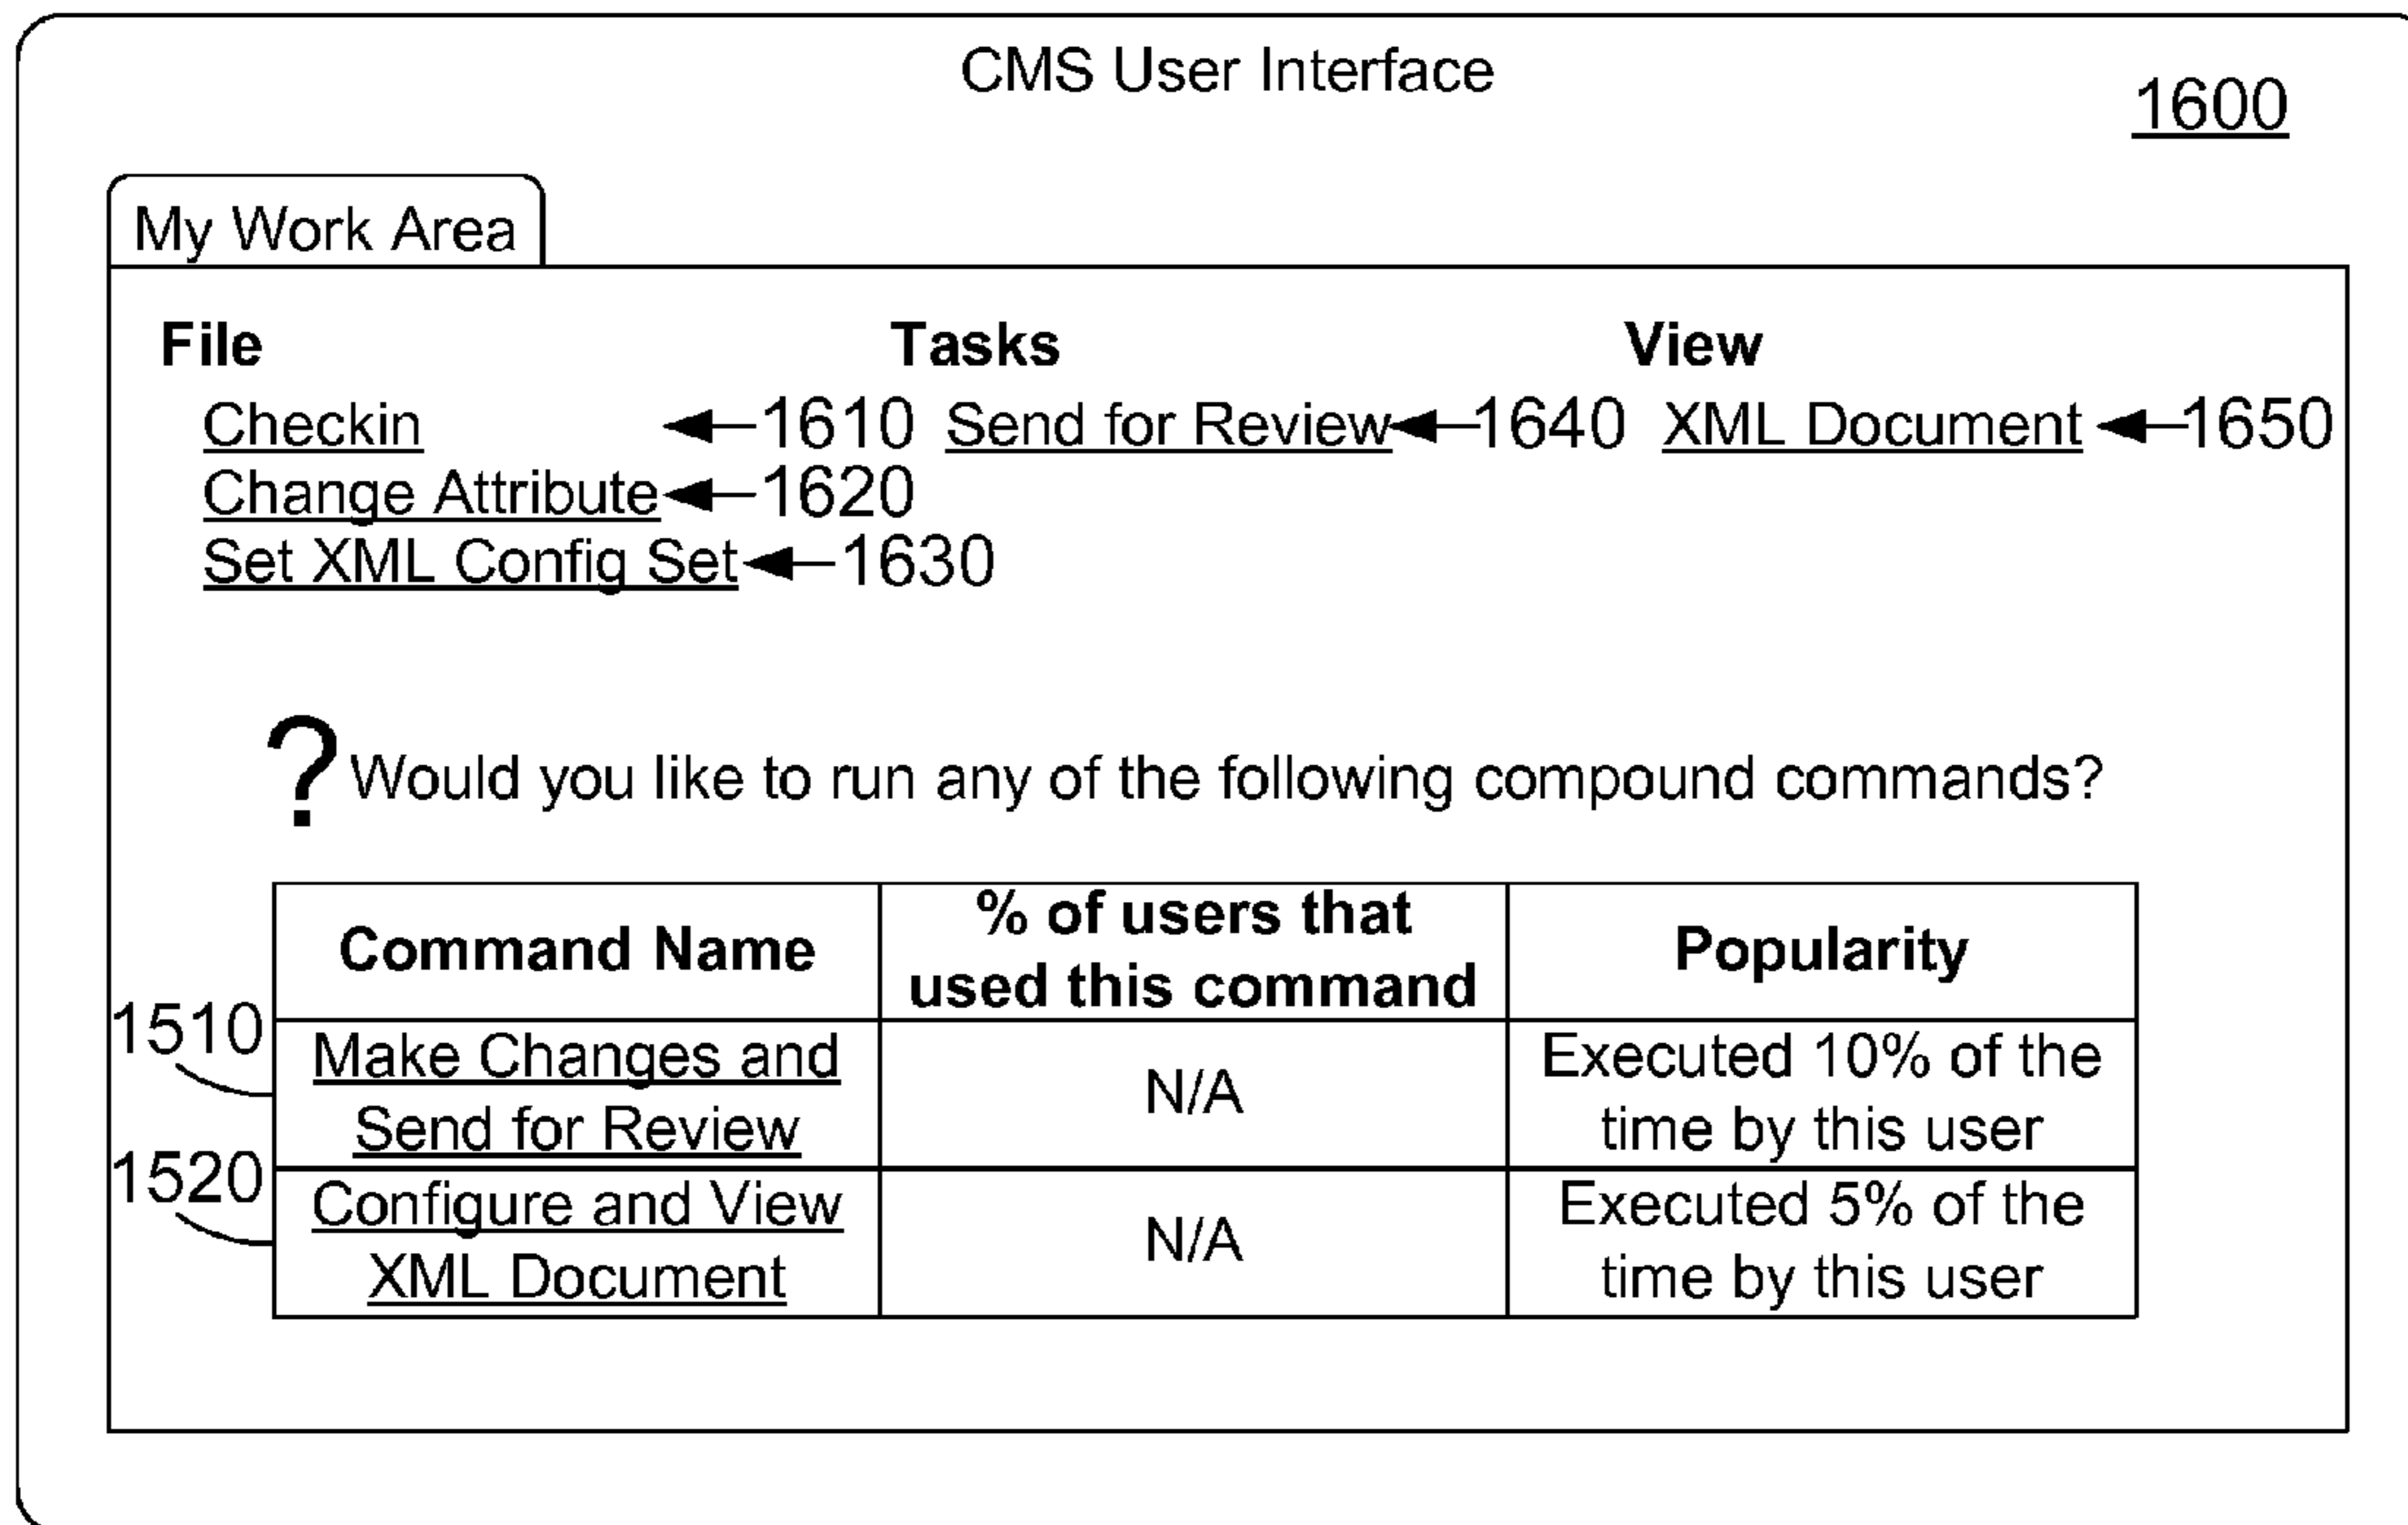 CMS User Interface
1600
My Work Area
File Tasks View
Checkin 1610 Send for Review 1640 XML Document 1650
Change Attribute 1620
Set XML Config Set 1630
? Would you like to run any of the following compound commands?
Command Name
% of users that
used this command
Popularity
1510
Make Changes and
Send for Review
N/A
Executed 10% of the
time by this user
1520
Configure and View
XML Document
N/A
Executed 5% of the
time by this user